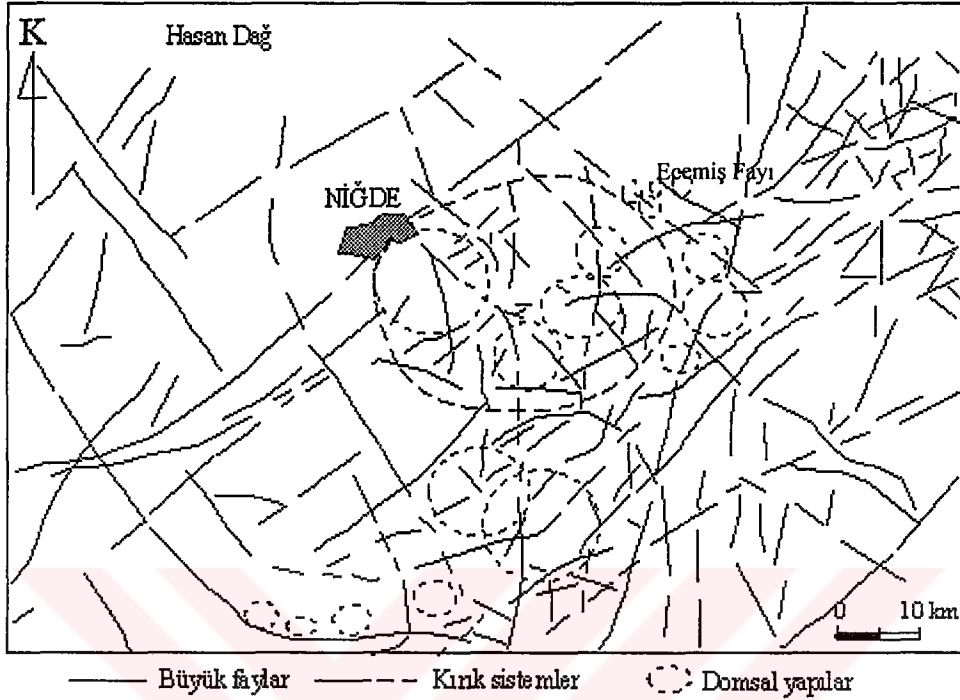 K
Hasan Dağ
NİĞDE
Ecemiş Fayı
0 10 km
Büyük faylar Kırık sistemler Domsal yapılar